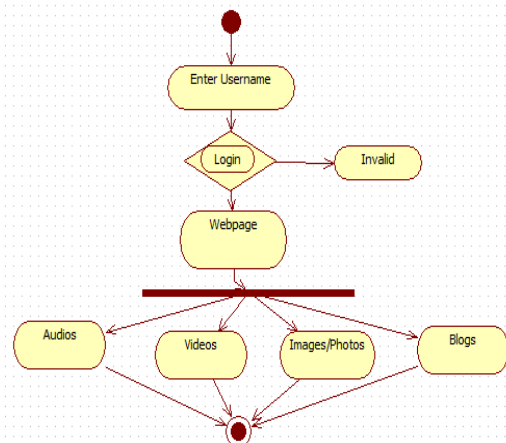 Enter Username
Login
Invalid
Webpage
Audios
Videos
Images/Photos
Blogs